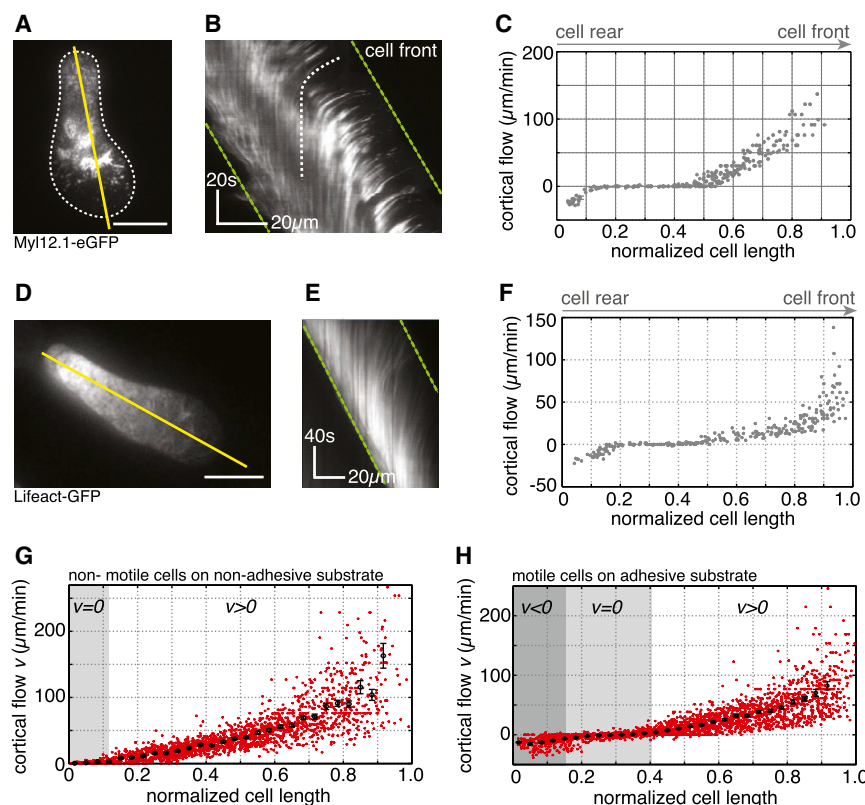 A
B
C
cell front
20s
20µm
Myl12.1-eGFP
cell rear
cell front
200
100
0
cortical flow (µm/min)
0
0.2
0.4
0.6
0.8
1.0
normalized cell length
D
E
F
Lifeact-GFP
40s
20µm
cell rear
cell front
150
100
50
0
-50
cortical flow (µm/min)
0
0.2
0.4
0.6
0.8
1.0
normalized cell length
G
non- motile cells on non-adhesive substrate
v=0
v>0
200
100
0
cortical flow v (µm/min)
0
0.2
0.4
0.6
0.8
1.0
normalized cell length
H
motile cells on adhesive substrate
v<0
v=0
v>0
200
100
0
cortical flow v (µm/min)
0
0.2
0.4
0.6
0.8
1.0
normalized cell length